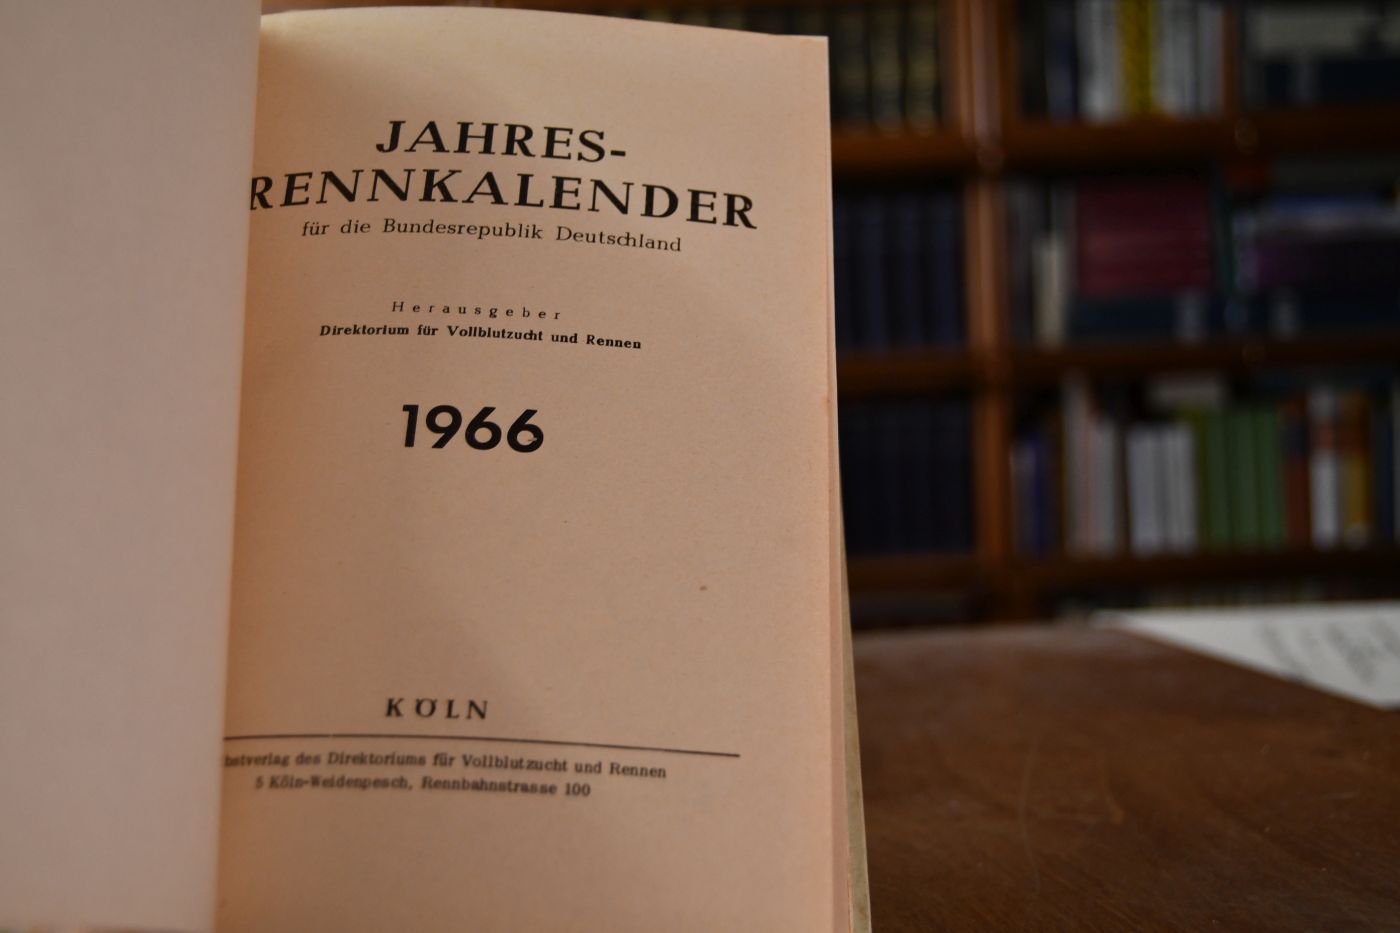 JAHRES-
RENNKALENDER
für die Bundesrepublik Deutschland
Herausgeber
Direktorium für Vollblutzucht und Rennen
1966
KÖLN
bstverlag des Direktoriums für Vollblutzucht und Rennen
5 Köln-Weidenpesch, Rennbahnstrasse 100